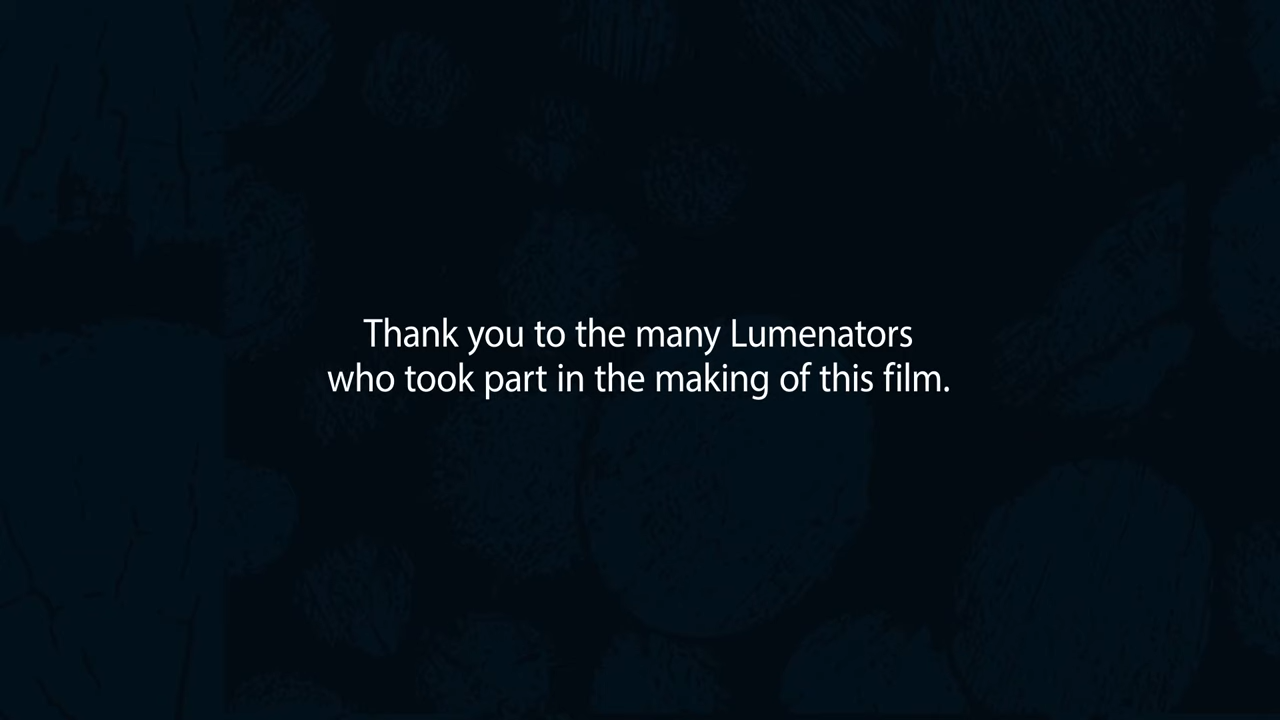 Thank you to the many Lumenators
who took part in the making of this film.